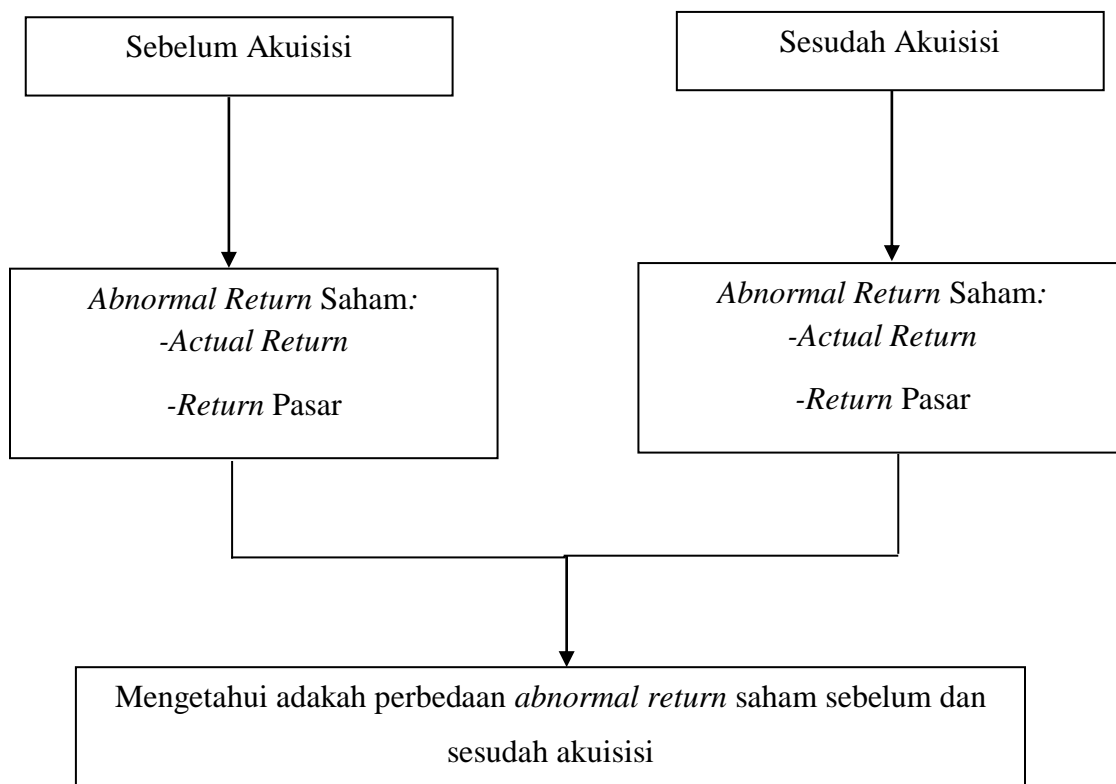 Sebelum Akuisisi
Sesudah Akuisisi
Abnormal Return Saham:
-Actual Return
-Return Pasar
Abnormal Return Saham:
-Actual Return
-Return Pasar
Mengetahui adakah perbedaan abnormal return saham sebelum dan
sesudah akuisisi